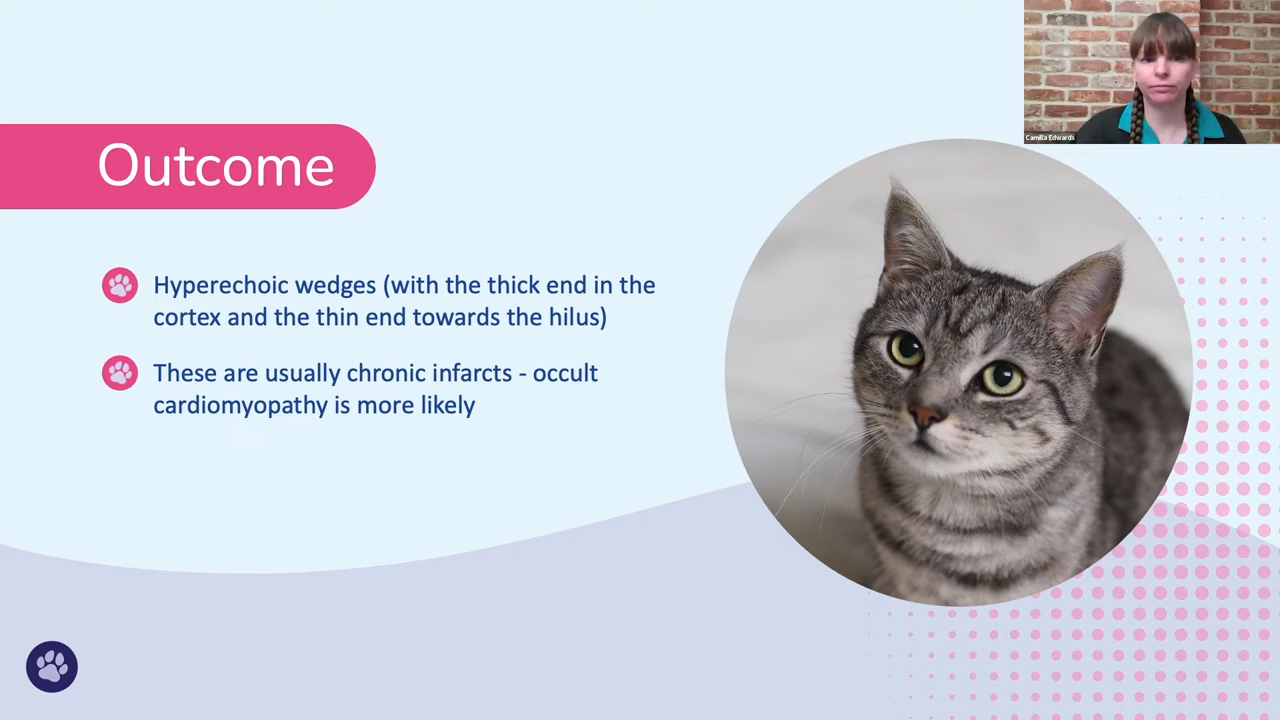 Camilla Edwards
Outcome
Hyperechoic wedges (with the thick end in the
cortex and the thin end towards the hilus)
These are usually chronic infarcts - occult
cardiomyopathy is more likely